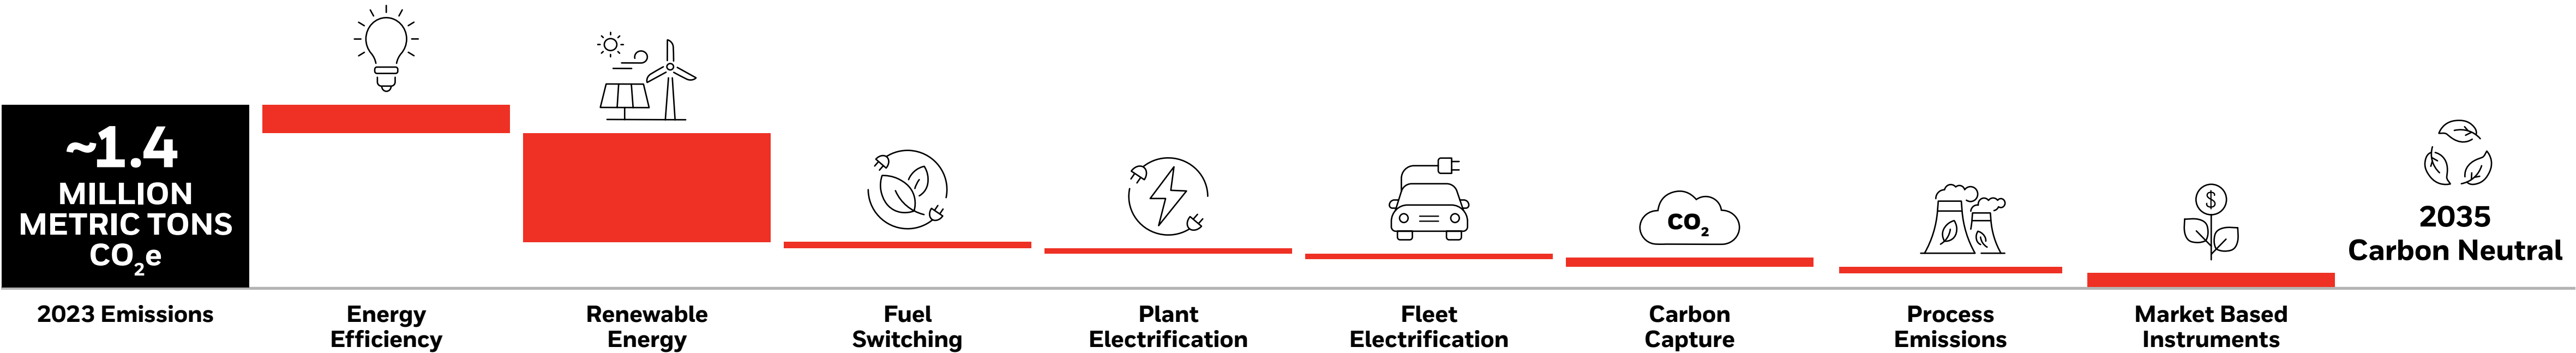 ~1.4
MILLION
METRIC TONS
CO₂e
2023 Emissions
Energy
Efficiency
Renewable
Energy
Fuel
Switching
Plant
Electrification
Fleet
Electrification
CO₂
Carbon
Capture
Process
Emissions
$
Market Based
Instruments
2035
Carbon Neutral